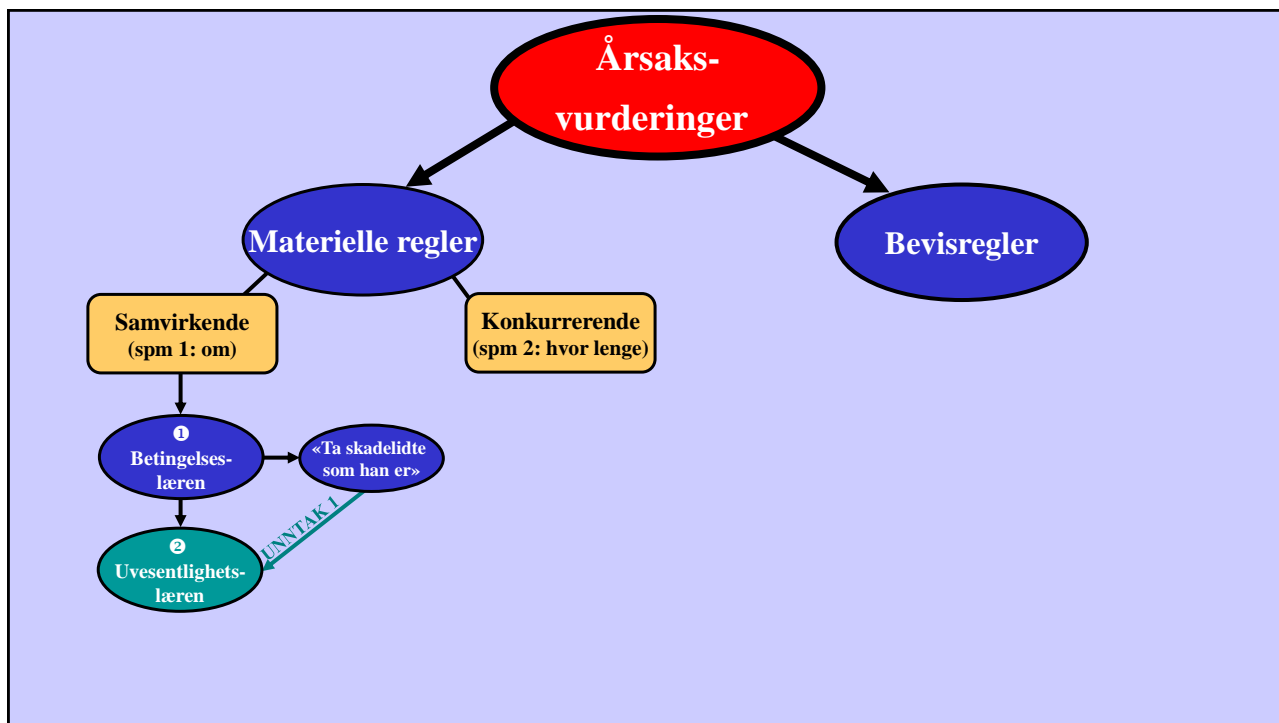 Årsaks-
vurderinger
Materielle regler
Bevisregler
Samvirkende
(spm 1: om)
Konkurrerende
(spm 2: hvor lenge)
❶
Betingelses-
læren
«Ta skadelidte
som han er»
UNNTAK 1
❷
Uvesentlighets-
læren